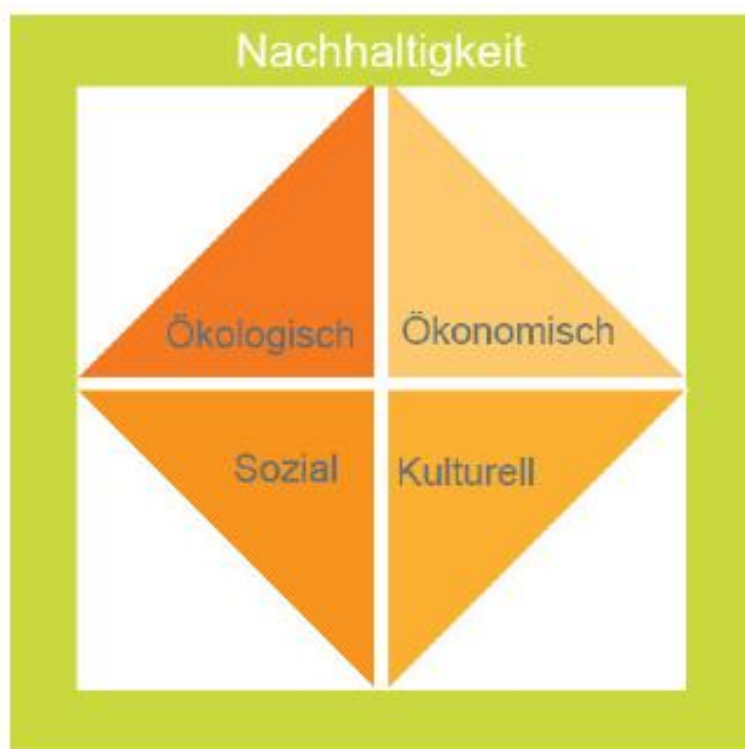 Nachhaltigkeit
Ökologisch
Ökonomisch
Sozial
Kulturell